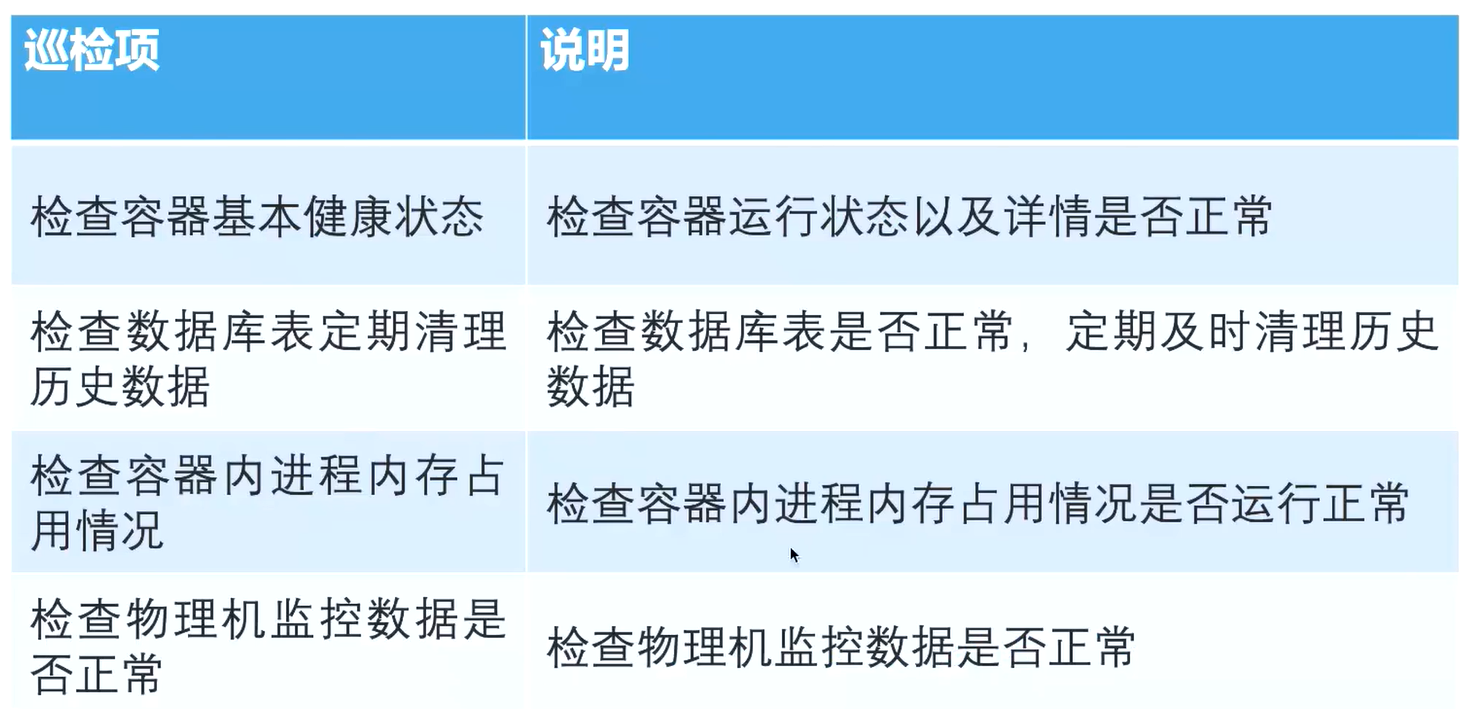 巡检项
说明
检查容器基本健康状态
检查容器运行状态以及详情是否正常
检查数据库表定期清理
历史数据
检查数据库表是否正常，定期及时清理历史
数据
检查容器内进程内存占
用情况
检查容器内进程内存占用情况是否运行正常
检查物理机监控数据是
否正常
检查物理机监控数据是否正常